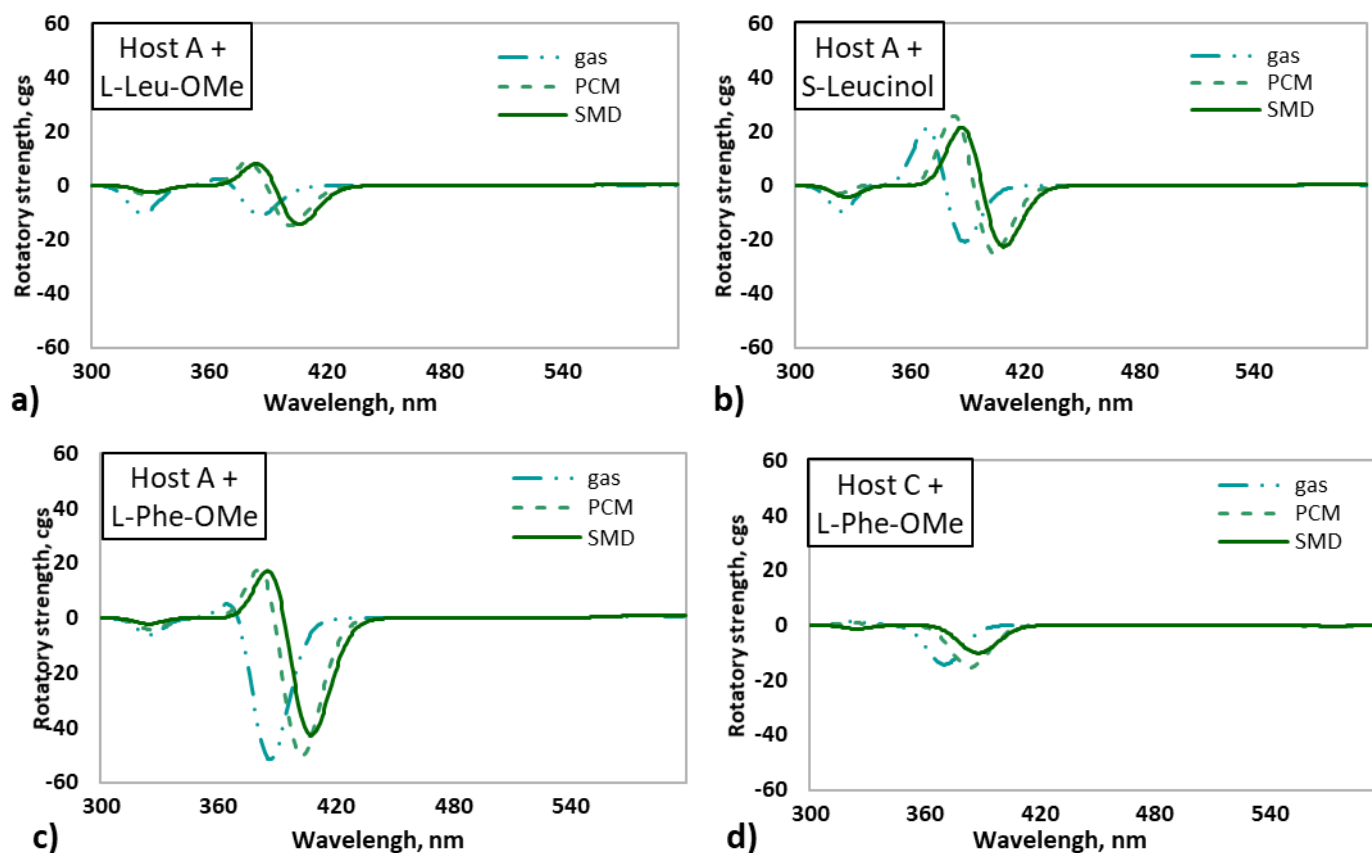 60
40
20
0
-20
-40
-60
Rotatory strength, cgs
Host A +
L-Leu-OMe
gas
PCM
SMD
300
360
420
480
540
Wavelengh, nm
a)
60
40
20
0
-20
-40
-60
Rotatory strength, cgs
Host A +
S-Leucinol
gas
PCM
SMD
300
360
420
480
540
Wavelengh, nm
b)
60
40
20
0
-20
-40
-60
Rotatory strength, cgs
Host A +
L-Phe-OMe
gas
PCM
SMD
300
360
420
480
540
Wavelengh, nm
c)
60
40
20
0
-20
-40
-60
Rotatory strength, cgs
Host C +
L-Phe-OMe
gas
PCM
SMD
300
360
420
480
540
Wavelengh, nm
d)